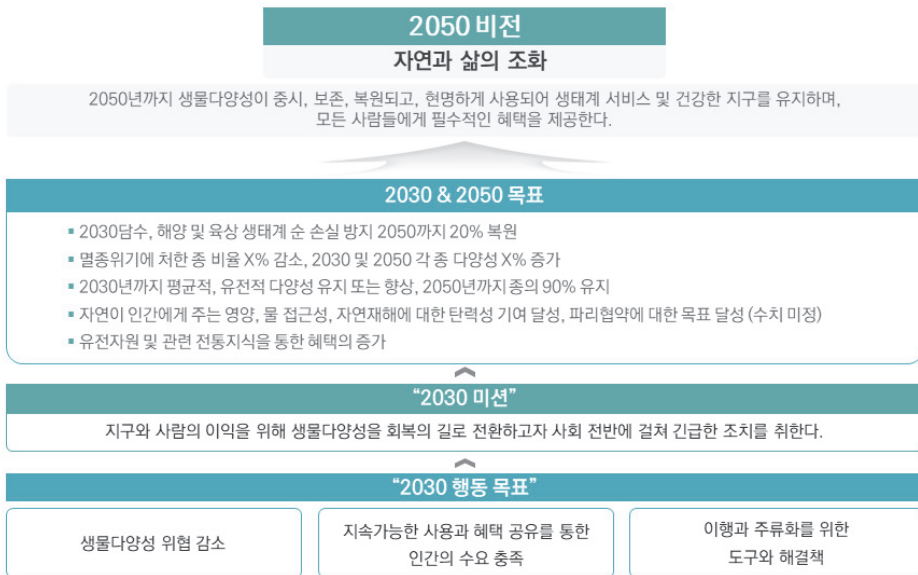 2050 비전
자연과 삶의 조화
2050년까지 생물다양성이 중시, 보존, 복원되고, 현명하게 사용되어 생태계 서비스 및 건강한 지구를 유지하며,
모든 사람들에게 필수적인 혜택을 제공한다.
2030 & 2050 목표
▪ 2030담수, 해양 및 육상 생태계 순 손실 방지 2050까지 20% 복원
▪ 멸종위기에 처한 종 비율 X% 감소, 2030 및 2050 각 종 다양성 X% 증가
▪ 2030년까지 평균적, 유전적 다양성 유지 또는 향상, 2050년까지 종의 90% 유지
▪ 자연이 인간에게 주는 영양, 물 접근성, 자연재해에 대한 탄력성 기여 달성, 파리협약에 대한 목표 달성 (수치 미정)
▪ 유전자원 및 관련 전통지식을 통한 혜택의 증가
“2030 미션”
지구와 사람의 이익을 위해 생물다양성을 회복의 길로 전환하고자 사회 전반에 걸쳐 긴급한 조치를 취한다.
“2030 행동 목표”
생물다양성 위협 감소
지속가능한 사용과 혜택 공유를 통한
인간의 수요 충족
이행과 주류화를 위한
도구와 해결책